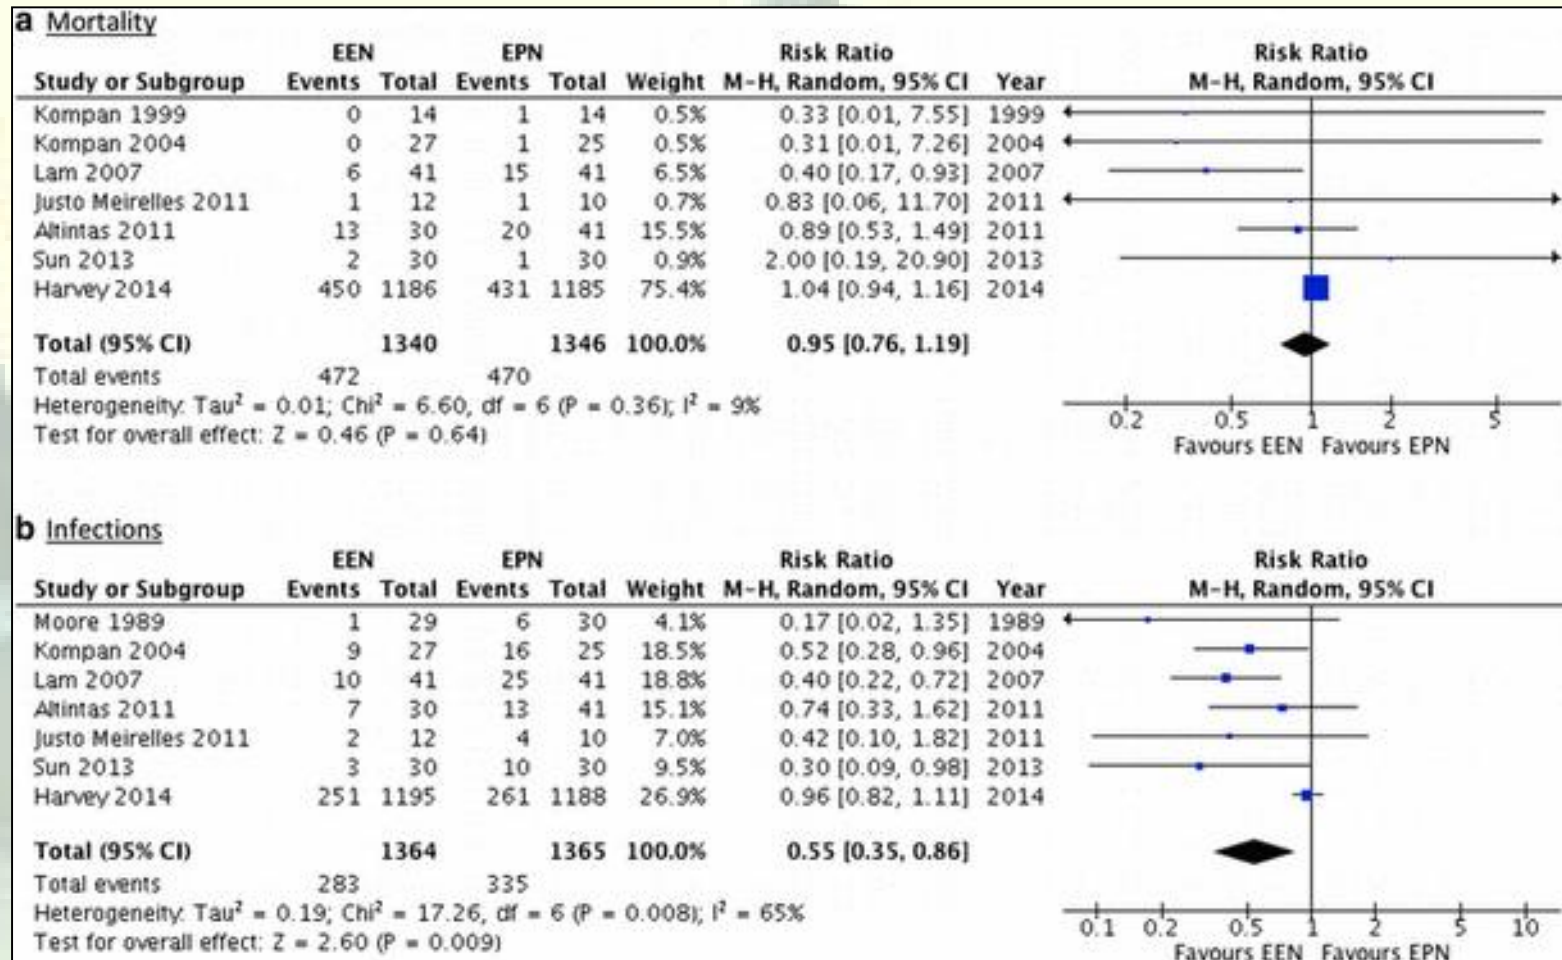 a Mortality
EEN EPN Risk Ratio Risk Ratio
Study or Subgroup Events Total Events Total Weight M-H, Random, 95% CI Year M-H, Random, 95% CI
Kompan 1999 0 14 1 14 0.5% 0.33 [0.01, 7.55] 1999
Kompan 2004 0 27 1 25 0.5% 0.31 [0.01, 7.26] 2004
Lam 2007 6 41 15 41 6.5% 0.40 [0.17, 0.93] 2007
Justo Meirelles 2011 1 12 1 10 0.7% 0.83 [0.06, 11.70] 2011
Altintas 2011 13 30 20 41 15.5% 0.89 [0.53, 1.49] 2011
Sun 2013 2 30 1 30 0.9% 2.00 [0.19, 20.90] 2013
Harvey 2014 450 1186 431 1185 75.4% 1.04 [0.94, 1.16] 2014
Total (95% CI) 1340 1346 100.0% 0.95 [0.76, 1.19]
Total events 472 470
Heterogeneity: Tau² = 0.01; Chi² = 6.60, df = 6 (P = 0.36); I² = 9%
Test for overall effect: Z = 0.46 (P = 0.64)
0.2 0.5 1 2 5
Favours EEN Favours EPN
b Infections
EEN EPN Risk Ratio Risk Ratio
Study or Subgroup Events Total Events Total Weight M-H, Random, 95% CI Year M-H, Random, 95% CI
Moore 1989 1 29 6 30 4.1% 0.17 [0.02, 1.35] 1989
Kompan 2004 9 27 16 25 18.5% 0.52 [0.28, 0.96] 2004
Lam 2007 10 41 25 41 18.8% 0.40 [0.22, 0.72] 2007
Altintas 2011 7 30 13 41 15.1% 0.74 [0.33, 1.62] 2011
Justo Meirelles 2011 2 12 4 10 7.0% 0.42 [0.10, 1.82] 2011
Sun 2013 3 30 10 30 9.5% 0.30 [0.09, 0.98] 2013
Harvey 2014 251 1195 261 1188 26.9% 0.96 [0.82, 1.11] 2014
Total (95% CI) 1364 1365 100.0% 0.55 [0.35, 0.86]
Total events 283 335
Heterogeneity: Tau² = 0.19; Chi² = 17.26, df = 6 (P = 0.008); I² = 65%
Test for overall effect: Z = 2.60 (P = 0.009)
0.1 0.2 0.5 1 2 5 10
Favours EEN Favours EPN